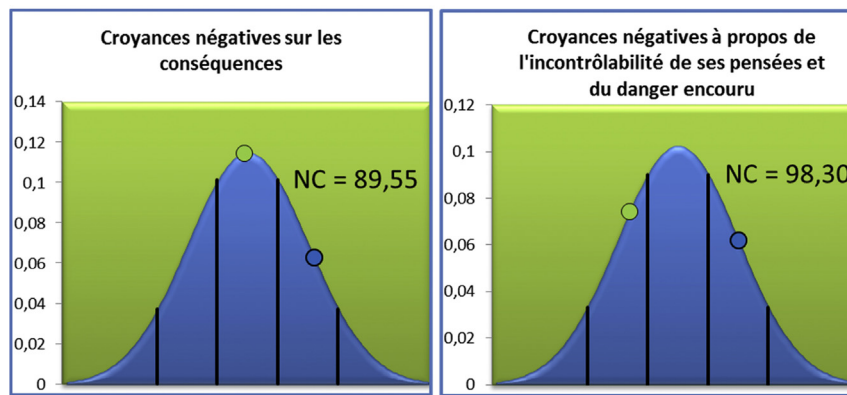 Croyances négatives sur les
conséquences
0,14
0,12
0,1
0,08
0,06
0,04
0,02
0
NC = 89,55
Croyances négatives à propos de
l'incontrôlabilité de ses pensées et
du danger encouru
0,12
0,1
0,08
0,06
0,04
0,02
0
NC = 98,30